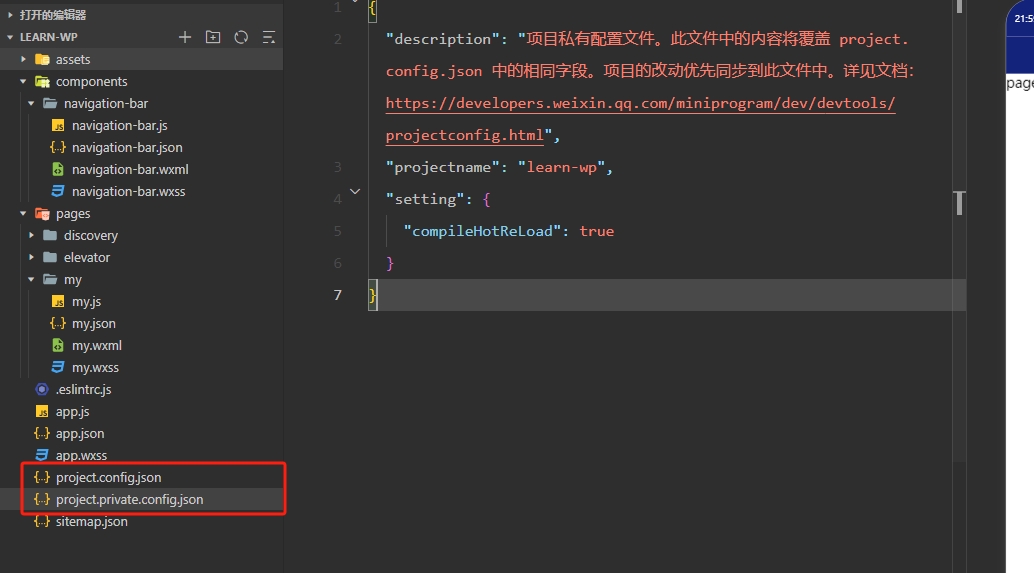 打开的编辑器
LEARN-WP
assets
components
navigation-bar
navigation-bar.js
navigation-bar.json
navigation-bar.wxml
navigation-bar.wxss
pages
discovery
elevator
my
my.js
my.json
my.wxml
my.wxss
.eslintrc.js
app.js
app.json
app.wxss
project.config.json
project.private.config.json
sitemap.json
1 {
2 "description": "项目私有配置文件。此文件中的内容将覆盖 project.
config.json 中的相同字段。项目的改动优先同步到此文件中。详见文档:
https://developers.weixin.qq.com/miniprogram/dev/devtools/
projectconfig.html",
3 "projectname": "learn-wp",
4 "setting": {
5 "compileHotReLoad": true
6 }
7 }